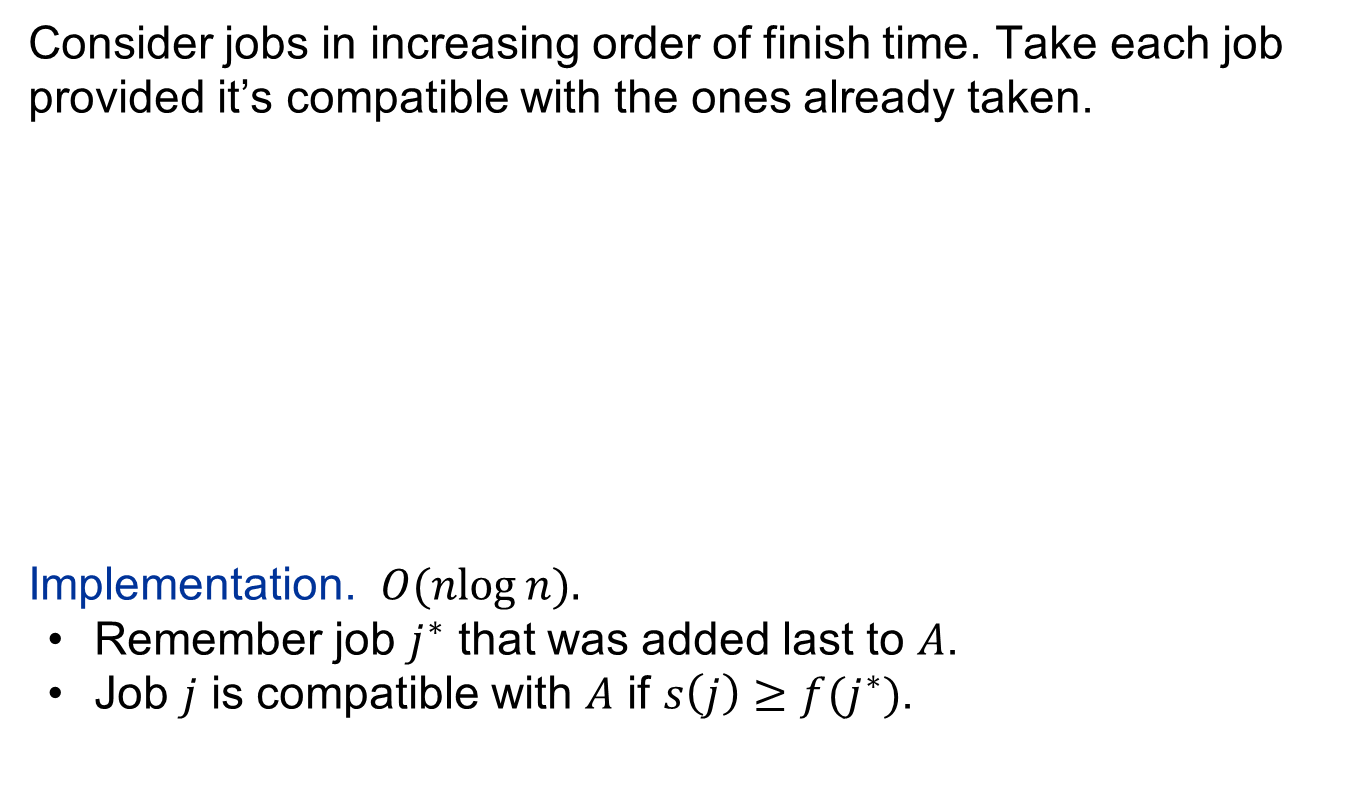 Consider jobs in increasing order of finish time. Take each job
provided it’s compatible with the ones already taken.
Implementation. O(nlog n).
• Remember job j* that was added last to A.
• Job j is compatible with A if s(j) ≥ f(j*).